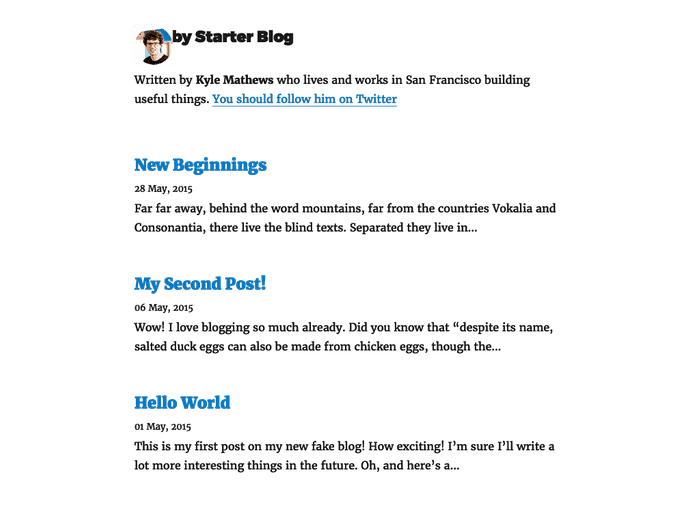 by Starter Blog
Written by Kyle Mathews who lives and works in San Francisco building
useful things. You should follow him on Twitter
New Beginnings
28 May, 2015
Far far away, behind the word mountains, far from the countries Vokalia and
Consonantia, there live the blind texts. Separated they live in…
My Second Post!
06 May, 2015
Wow! I love blogging so much already. Did you know that “despite its name,
salted duck eggs can also be made from chicken eggs, though the…
Hello World
01 May, 2015
This is my first post on my new fake blog! How exciting! I’m sure I’ll write a
lot more interesting things in the future. Oh, and here’s a…